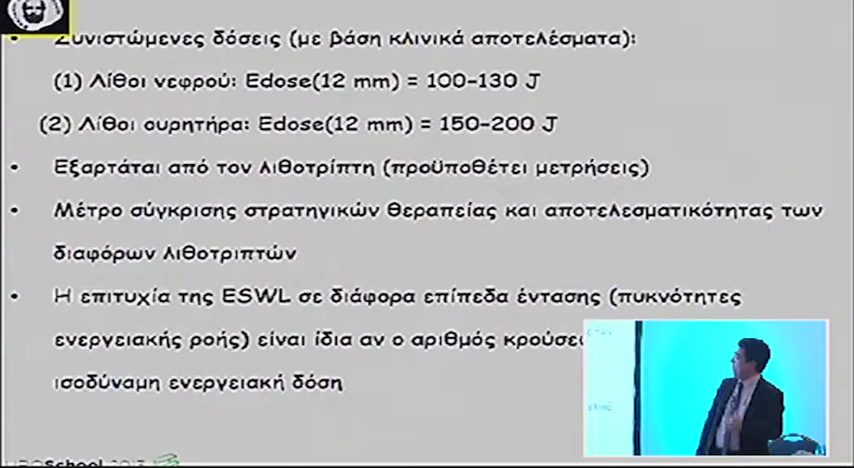 • Συνιστώμενες δόσεις (με βάση κλινικά αποτελέσματα):
(1) Λίθοι νεφρού: Edose(12 mm) = 100-130 J
(2) Λίθοι ουρητήρα: Edose(12 mm) = 150-200 J
• Εξαρτάται από τον λιθοτρίπτη (προϋποθέτει μετρήσεις)
• Μέτρο σύγκρισης στρατηγικών θεραπείας και αποτελεσματικότητας των
διαφόρων λιθοτριπτών
• Η επιτυχία της ESWL σε διάφορα επίπεδα έντασης (πυκνότητες
ενεργειακής ροής) είναι ίδια αν ο αριθμός
ισοδύναμη ενεργειακή δόση
School